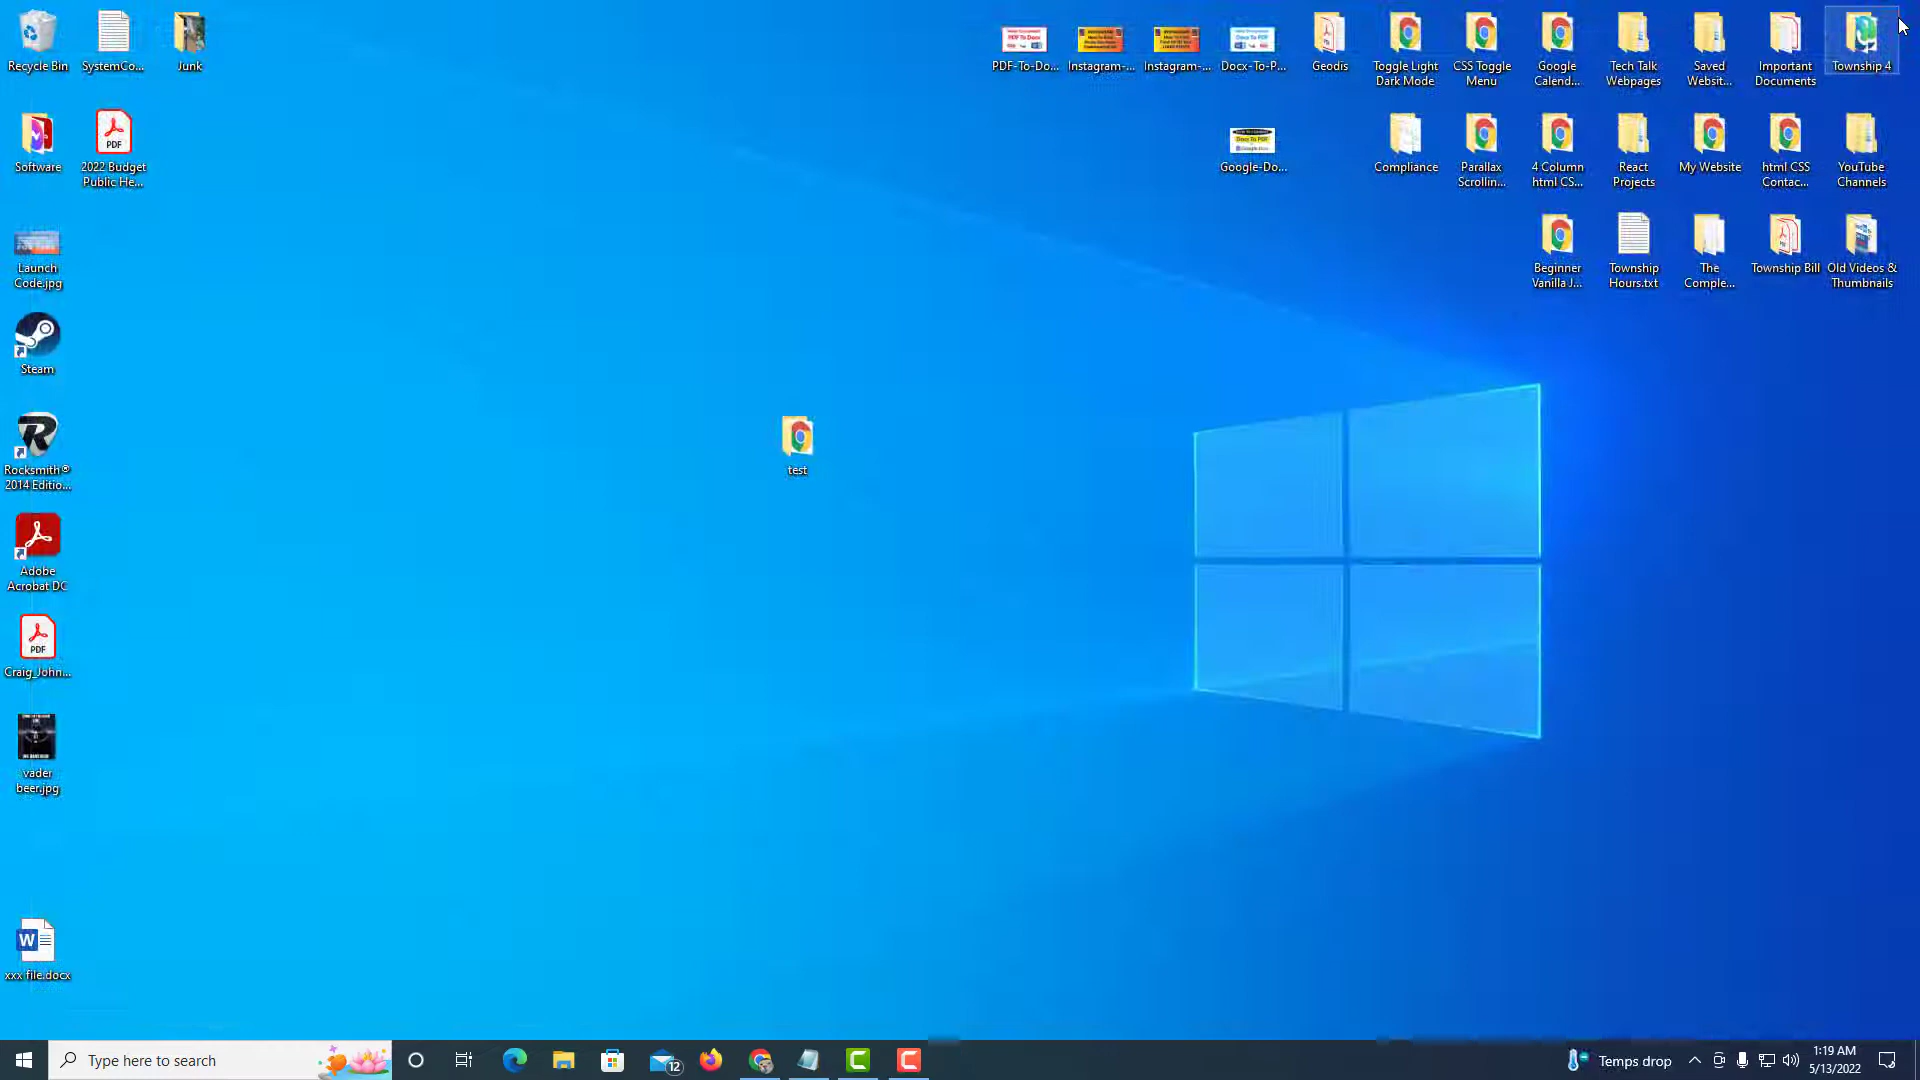 Recycle Bin
SystemCo...
Junk
PDF-To-Do...
Instagram-...
Instagram-...
Docx-To-P...
Geodis
Toggle Light
Dark Mode
CSS Toggle
Menu
Google
Calend...
Tech Talk
Webpages
Saved
Websit...
Important
Documents
Township 4
Software
PDF
2022 Budget
Public He...
Google-Do...
Compliance
Parallax
Scrollin...
4 Column
html CS...
React
Projects
My Website
html CSS
Contac...
YouTube
Channels
Launch
Code.jpg
Beginner
Vanilla J...
Township
Hours.txt
The
Comple...
Township Bill
Old Videos &
Thumbnails
Steam
test
Rocksmith®
2014 Editio...
Adobe
Acrobat DC
PDF
Craig_John...
vader
beer.jpg
W
xxx file.docx
Type here to search
12
Temps drop
1:19 AM
5/13/2022